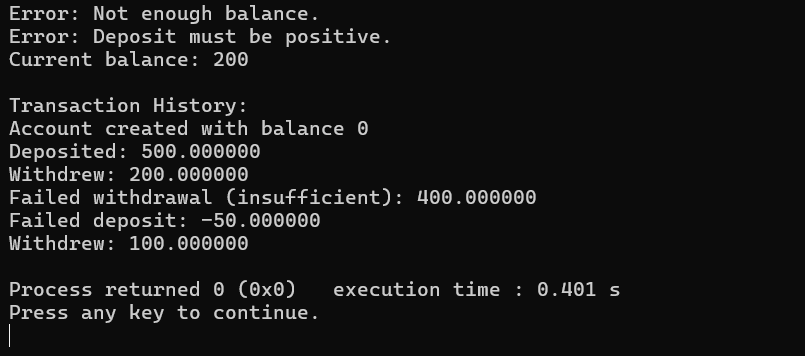 Error: Not enough balance.
Error: Deposit must be positive.
Current balance: 200
Transaction History:
Account created with balance 0
Deposited: 500.000000
Withdrew: 200.000000
Failed withdrawal (insufficient): 400.000000
Failed deposit: -50.000000
Withdrew: 100.000000
Process returned 0 (0x0)   execution time : 0.401 s
Press any key to continue.